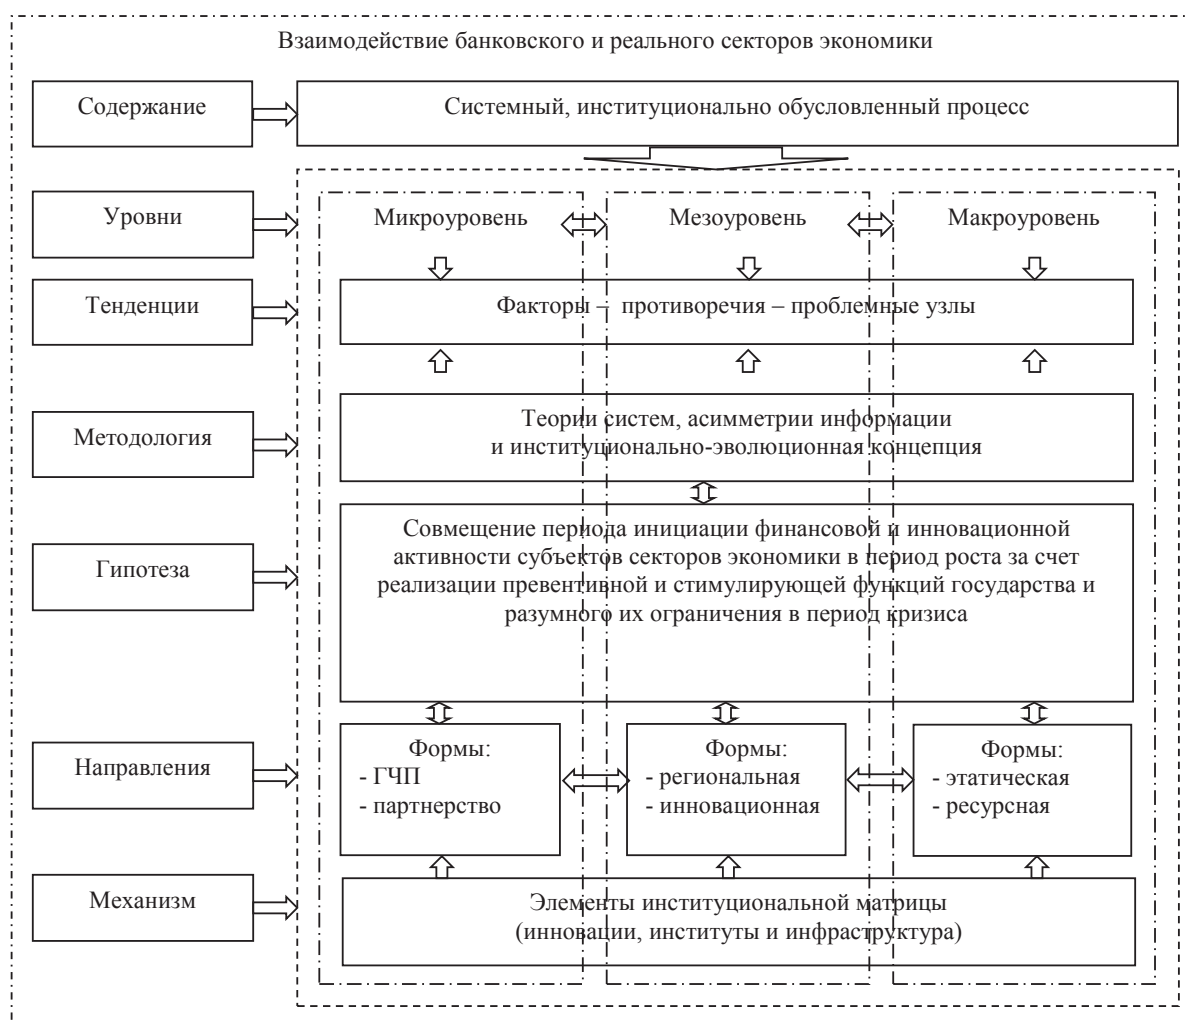 Взаимодействие банковского и реального секторов экономики
Содержание
Системный, институционально обусловленный процесс
Уровни
Микроуровень
Мезоуровень
Макроуровень
Тенденции
Факторы – противоречия – проблемные узлы
Методология
Теории систем, асимметрии информации
и институционально-эволюционная концепция
Гипотеза
Совмещение периода инициации финансовой и инновационной
активности субъектов секторов экономики в период роста за счет
реализации превентивной и стимулирующей функций государства и
разумного их ограничения в период кризиса
Направления
Формы:
- ГЧП
- партнерство
Формы:
- региональная
- инновационная
Формы:
- этатическая
- ресурсная
Механизм
Элементы институциональной матрицы
(инновации, институты и инфраструктура)